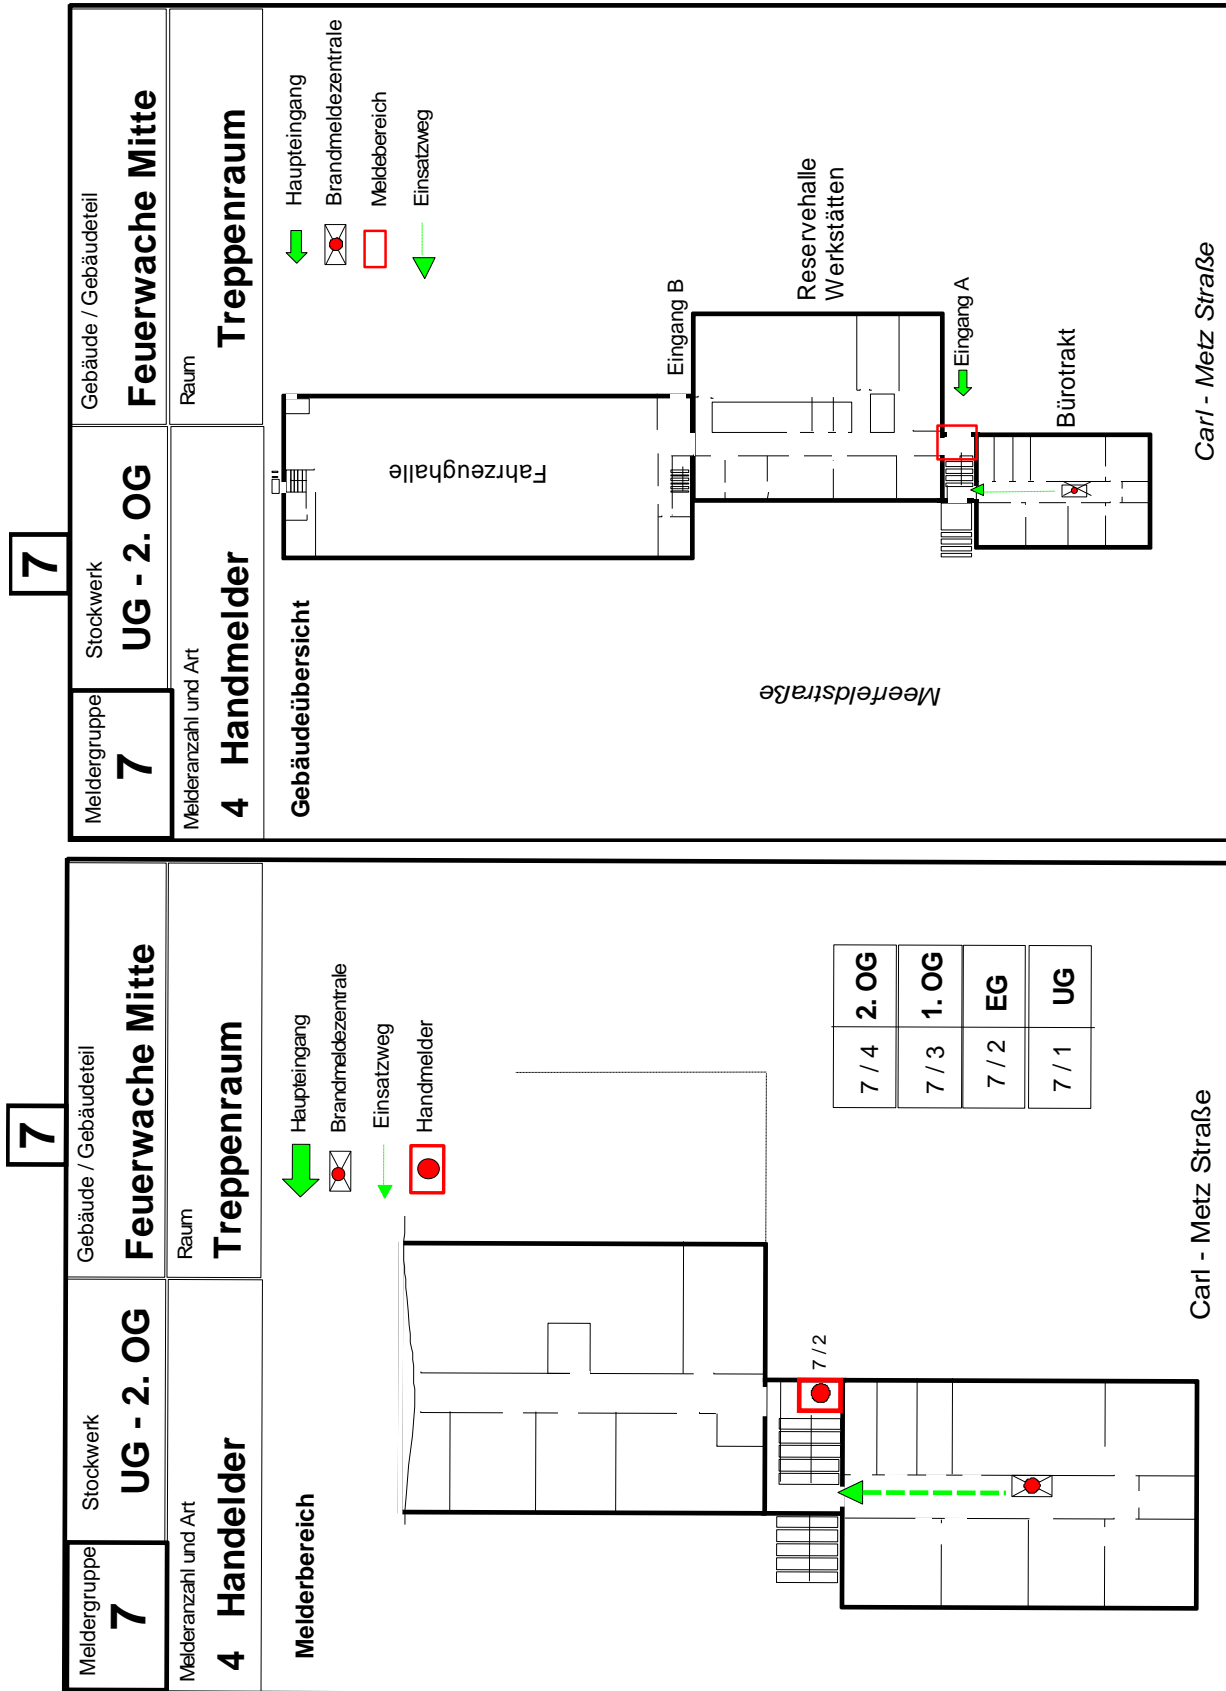 7
Meldergruppe
7
Stockwerk
UG - 2. OG
Gebäude / Gebäudeteil
Feuerwache Mitte
Melderanzahl und Art
4 Handelder
Raum
Treppenraum
Melderbereich
Haupteingang
Brandmeldezentrale
Einsatzweg
Handmelder
7 / 2
7 / 4 2. OG
7 / 3 1. OG
7 / 2 EG
7 / 1 UG
Carl - Metz Straße
7
Meldergruppe
7
Stockwerk
UG - 2. OG
Gebäude / Gebäudeteil
Feuerwache Mitte
Melderanzahl und Art
4 Handmelder
Raum
Treppenraum
Gebäudeübersicht
Haupteingang
Brandmeldezentrale
Meldebereich
Einsatzweg
Fahrzeughalle
Eingang B
Reservehalle
Werkstätten
Eingang A
Bürotrakt
Meerfeldstraße
Carl - Metz Straße